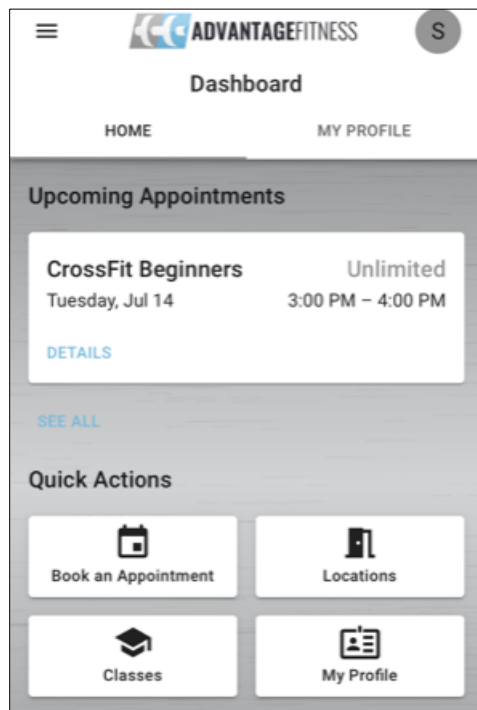 ADVANTAGEFITNESS
S
Dashboard
HOME MY PROFILE
Upcoming Appointments
CrossFit Beginners Unlimited
Tuesday, Jul 14 3:00 PM – 4:00 PM
DETAILS
SEE ALL
Quick Actions
Book an Appointment
Locations
Classes
My Profile